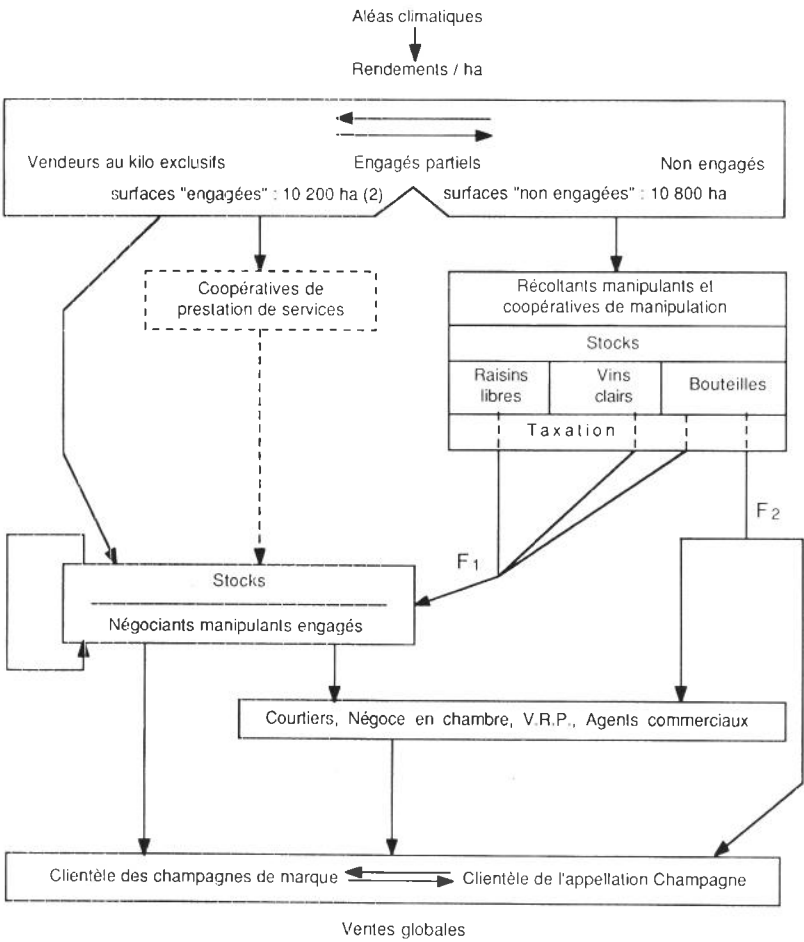 Aléas climatiques
Rendements / ha
Vendeurs au kilo exclusifs Engagés partiels Non engagés
surfaces "engagées" : 10 200 ha (2) surfaces "non engagées" : 10 800 ha
Coopératives de
prestation de services
Récoltants manipulants et
coopératives de manipulation
Stocks
Raisins
libres
Vins
clairs
Bouteilles
Taxation
F1
F2
Stocks
Négociants manipulants engagés
Courtiers, Négoce en chambre, V.R.P., Agents commerciaux
Clientèle des champagnes de marque Clientèle de l'appellation Champagne
Ventes globales